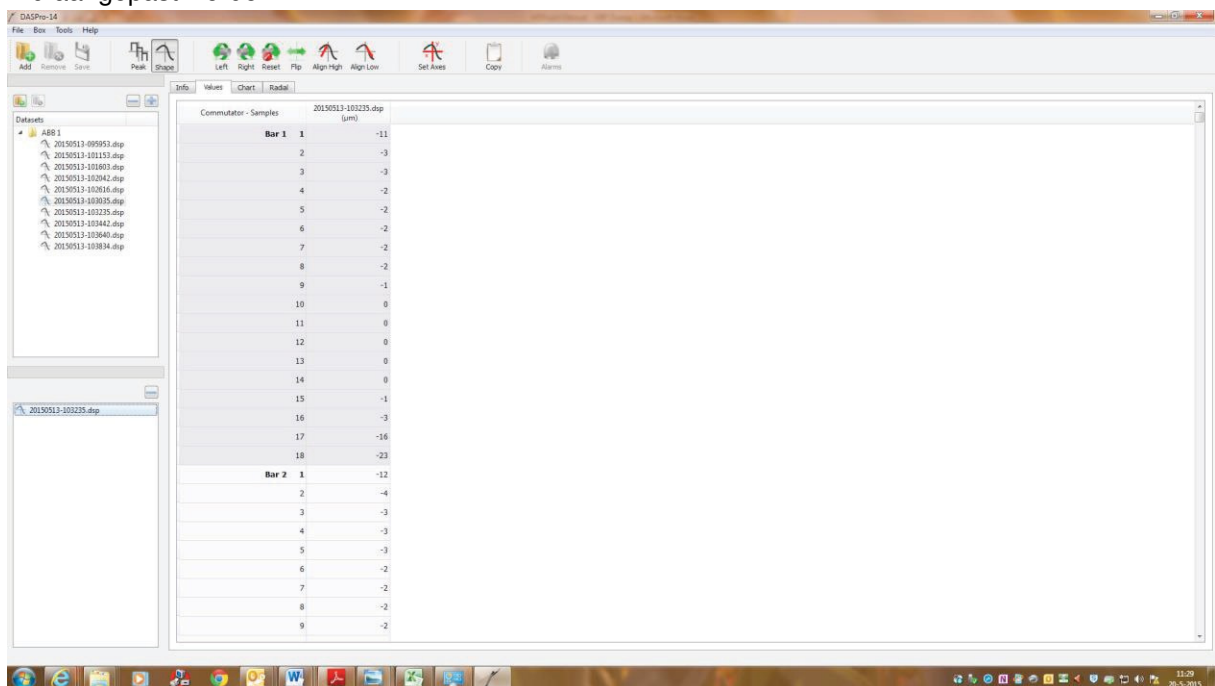 DASPro-14
File Box Tools Help
Add Remove Save Peak Shape Left Right Reset Flip Align High Align Low Set Axes Copy Alarms
Info Values Chart Radial
Datasets
ABB 1
20150513-095953.dsp
20150513-101153.dsp
20150513-101603.dsp
20150513-102042.dsp
20150513-102616.dsp
20150513-103035.dsp
20150513-103235.dsp
20150513-103442.dsp
20150513-103640.dsp
20150513-103834.dsp
20150513-103235.dsp
Commutator - Samples 20150513-103235.dsp
(µm)
Bar 1 1 -11
2 -3
3 -3
4 -2
5 -2
6 -2
7 -2
8 -2
9 -1
10 0
11 0
12 0
13 0
14 0
15 -1
16 -3
17 -16
18 -23
Bar 2 1 -12
2 -4
3 -3
4 -3
5 -3
6 -2
7 -2
8 -2
9 -2
11:29
20-5-2015